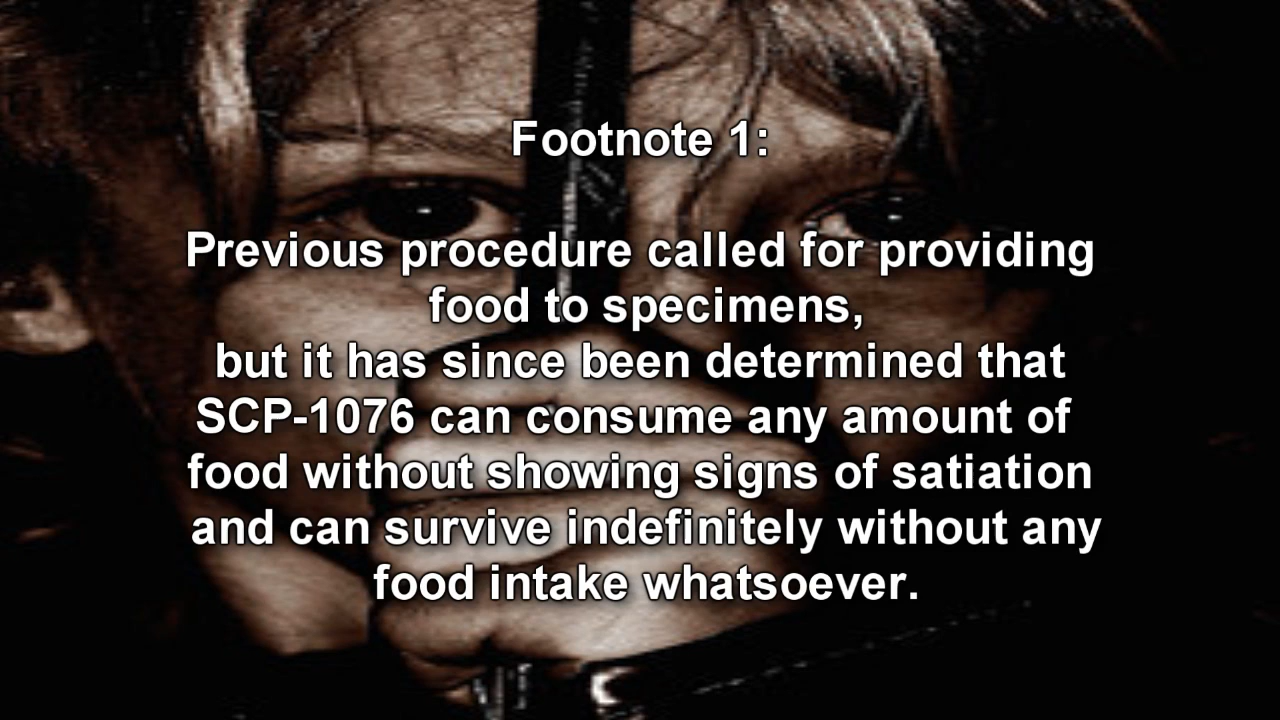 Footnote 1:
Previous procedure called for providing
food to specimens,
but it has since been determined that
SCP-1076 can consume any amount of
food without showing signs of satiation
and can survive indefinitely without any
food intake whatsoever.